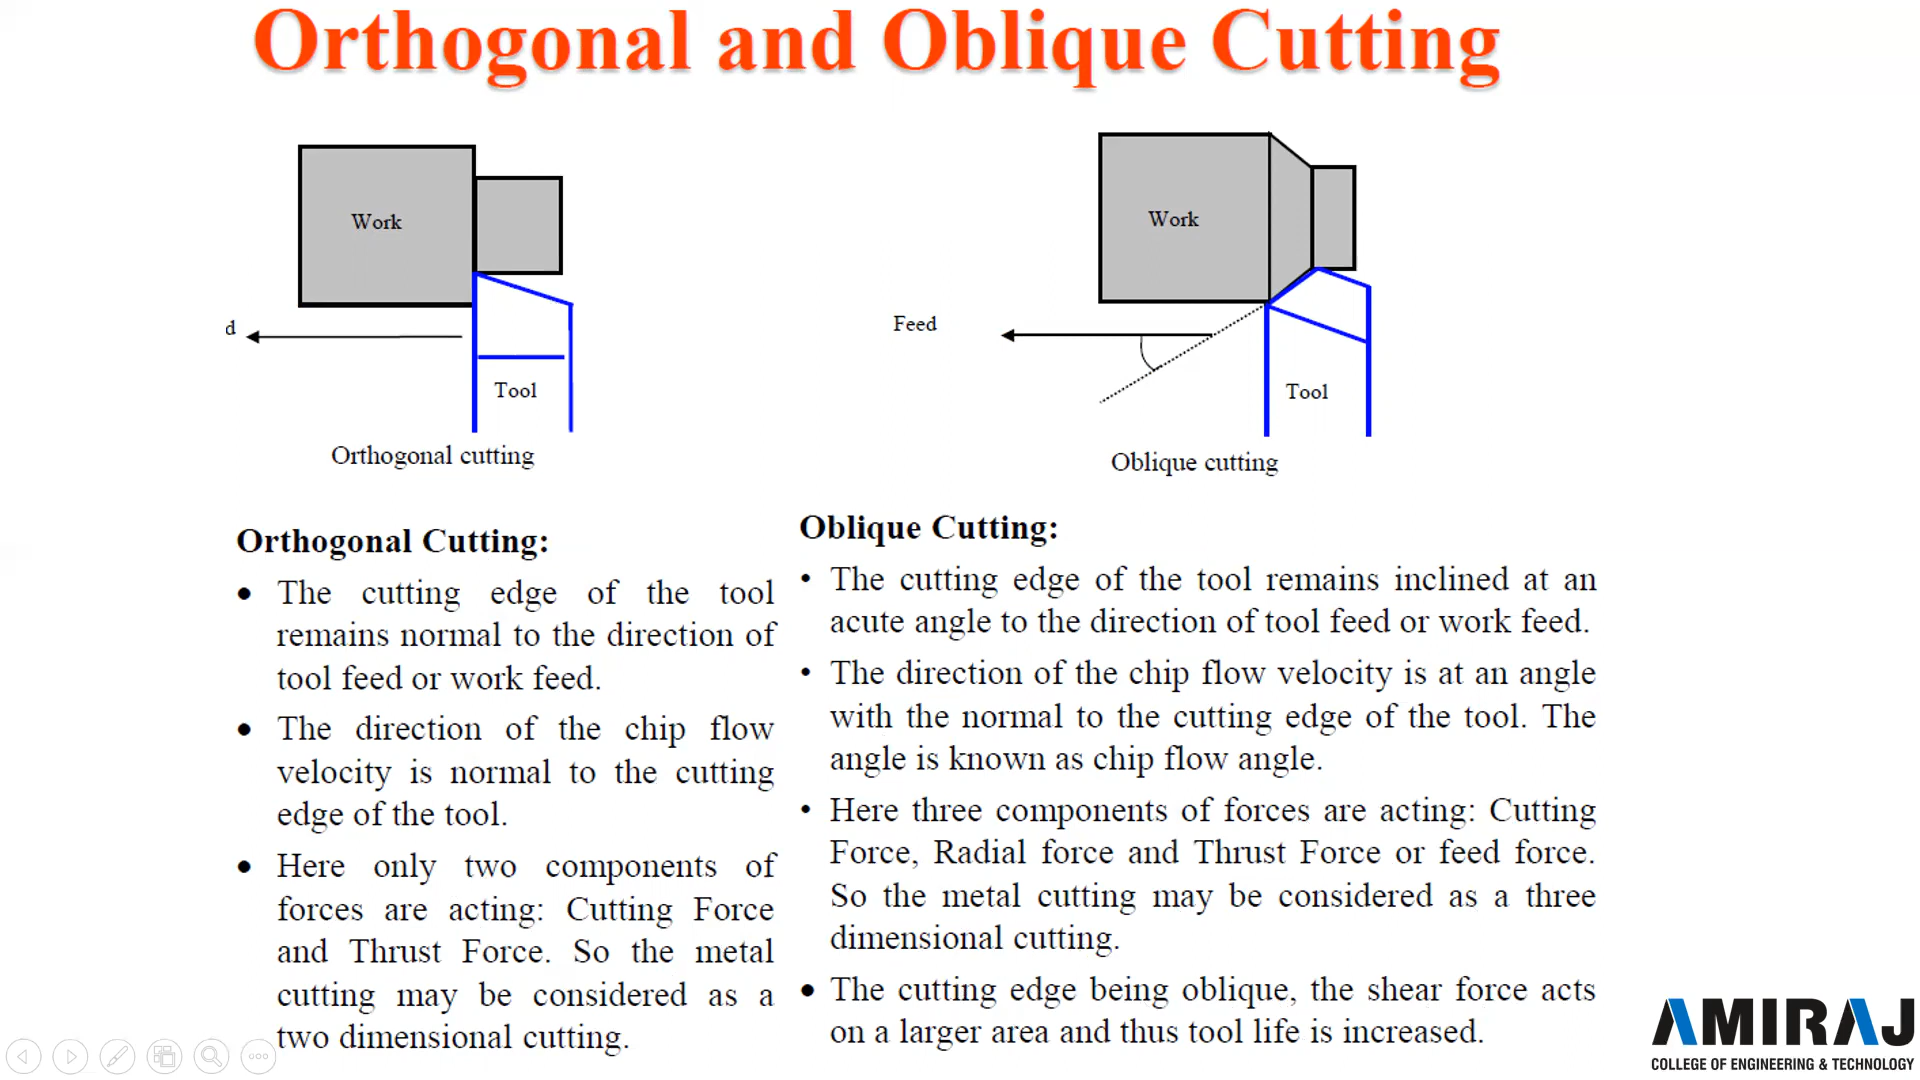 Orthogonal and Oblique Cutting
Work
d
Tool
Orthogonal cutting
Work
Feed
Tool
Oblique cutting
Orthogonal Cutting:
• The cutting edge of the tool
remains normal to the direction of
tool feed or work feed.
• The direction of the chip flow
velocity is normal to the cutting
edge of the tool.
• Here only two components of
forces are acting: Cutting Force
and Thrust Force. So the metal
cutting may be considered as a
two dimensional cutting.
Oblique Cutting:
• The cutting edge of the tool remains inclined at an
acute angle to the direction of tool feed or work feed.
• The direction of the chip flow velocity is at an angle
with the normal to the cutting edge of the tool. The
angle is known as chip flow angle.
• Here three components of forces are acting: Cutting
Force, Radial force and Thrust Force or feed force.
So the metal cutting may be considered as a three
dimensional cutting.
• The cutting edge being oblique, the shear force acts
on a larger area and thus tool life is increased.
AMIRAJ
COLLEGE OF ENGINEERING & TECHNOLOGY